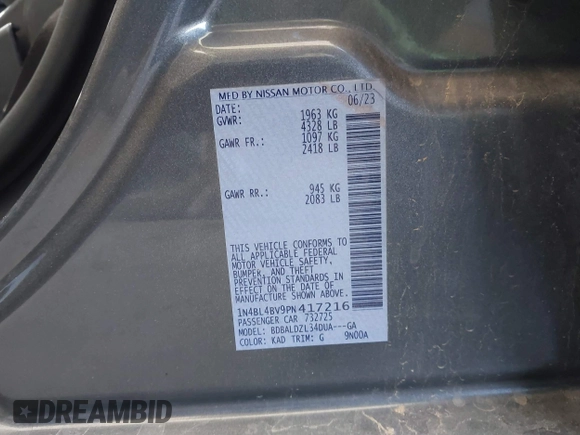 MFD BY NISSAN MOTOR CO., LTD.
DATE: 06/23
GVWR: 1963 KG
4328 LB
GAWR FR.: 1097 KG
2418 LB
GAWR RR.: 945 KG
2083 LB
THIS VEHICLE CONFORMS TO
ALL APPLICABLE FEDERAL
MOTOR VEHICLE SAFETY,
BUMPER, AND THEFT
PREVENTION STANDARDS IN
EFFECT ON THE DATE OF
MANUFACTURE SHOWN ABOVE.
1N4BL4BV9PN417216
PASSENGER CAR 732725
MODEL: BDBALDZL34DUA---GA
COLOR: KAD TRIM: G 9N00A
DREAMBID